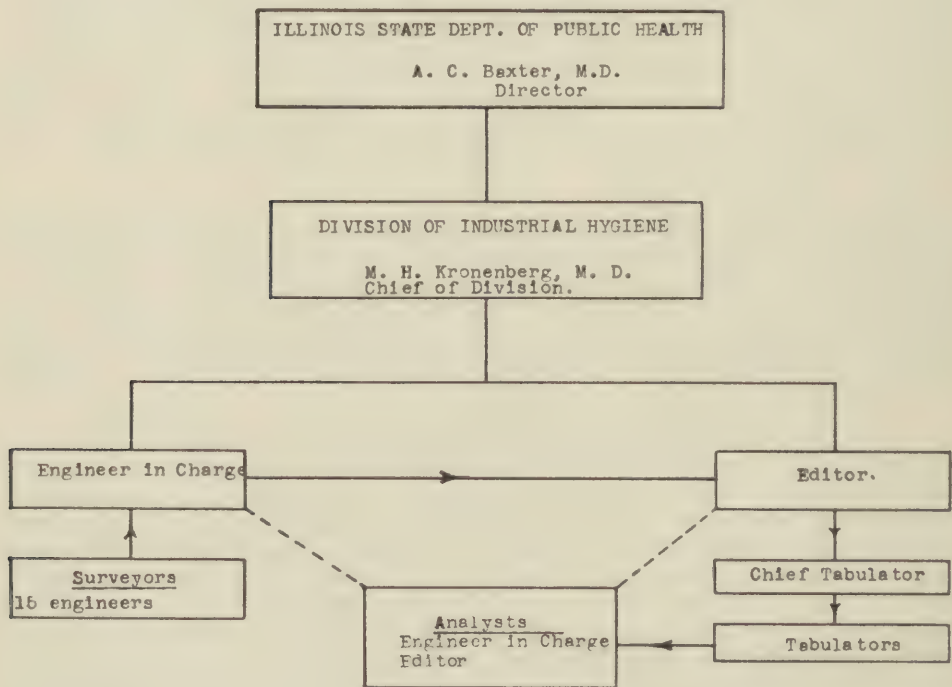 ILLINOIS STATE DEPT. OF PUBLIC HEALTH
A. C. Baxter, M.D.
Director
DIVISION OF INDUSTRIAL HYGIENE
M. H. Kronenberg, M. D.
Chief of Division.
Engineer in Charge
Editor.
Surveyors
15 engineers
Chief Tabulator
Analysts
Engineer in Charge
Editor
Tabulators